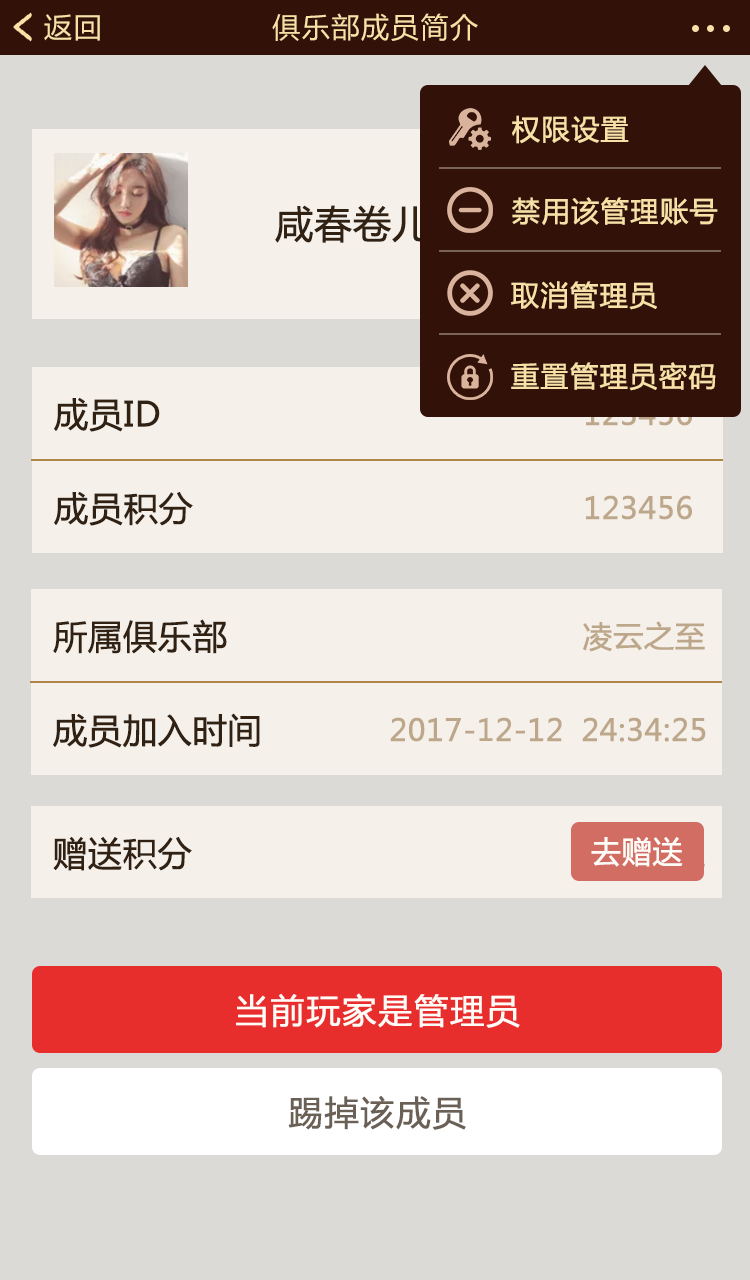 返回
俱乐部成员简介
权限设置
禁用该管理账号
取消管理员
重置管理员密码
咸春卷儿
成员ID
123456
成员积分
123456
所属俱乐部
凌云之至
成员加入时间
2017-12-12 24:34:25
赠送积分
去赠送
当前玩家是管理员
踢掉该成员